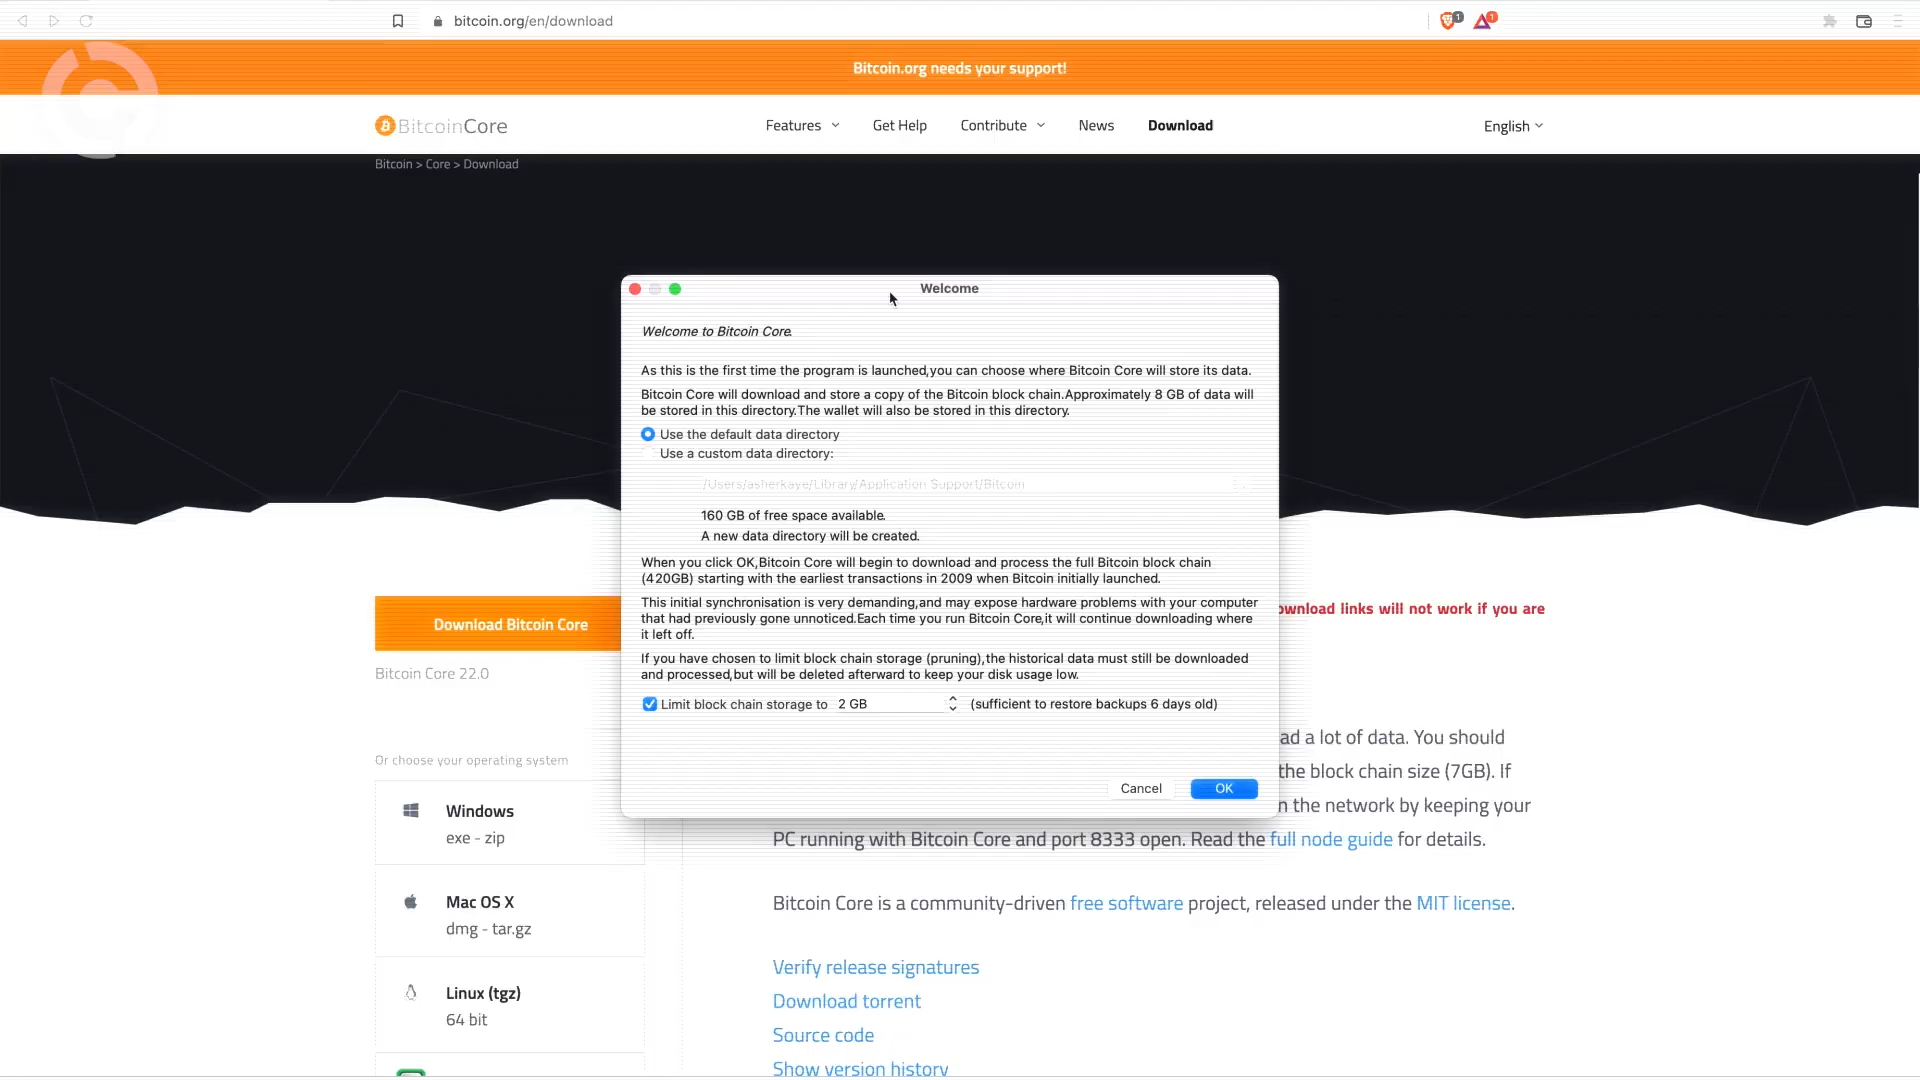 bitcoin.org/en/download
1
1
Bitcoin.org needs your support!
BitcoinCore
Features
Get Help
Contribute
News
Download
English
Bitcoin > Core > Download
Welcome
Welcome to Bitcoin Core.
As this is the first time the program is launched,you can choose where Bitcoin Core will store its data.
Bitcoin Core will download and store a copy of the Bitcoin block chain.Approximately 8 GB of data will
be stored in this directory.The wallet will also be stored in this directory.
Use the default data directory
Use a custom data directory:
/Users/asherkaye/Library/Application Support/Bitcoin
160 GB of free space available.
A new data directory will be created.
When you click OK,Bitcoin Core will begin to download and process the full Bitcoin block chain
(420GB) starting with the earliest transactions in 2009 when Bitcoin initially launched.
This initial synchronisation is very demanding,and may expose hardware problems with your computer
that had previously gone unnoticed.Each time you run Bitcoin Core,it will continue downloading where
it left off.
If you have chosen to limit block chain storage (pruning),the historical data must still be downloaded
and processed,but will be deleted afterward to keep your disk usage low.
Limit block chain storage to 2 GB (sufficient to restore backups 6 days old)
Cancel
OK
Download Bitcoin Core
Bitcoin Core 22.0
Or choose your operating system
Windows
exe - zip
Mac OS X
dmg - tar.gz
Linux (tgz)
64 bit
ownload links will not work if you are
ad a lot of data. You should
the block chain size (7GB). If
n the network by keeping your
PC running with Bitcoin Core and port 8333 open. Read the full node guide for details.
Bitcoin Core is a community-driven free software project, released under the MIT license.
Verify release signatures
Download torrent
Source code
Show version history